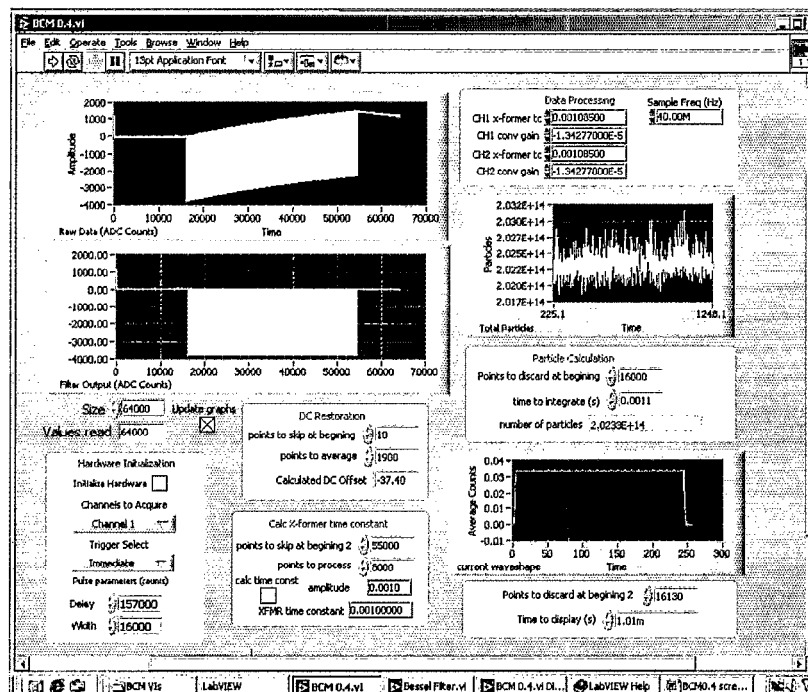 BCM 0.4.vi
File Edit Operate Tools Browse Window Help
13pt Application Font
2000
1000
0
-1000
-2000
-3000
-4000
Amplitude
0 10000 20000 30000 40000 50000 60000 70000
Raw Data (ADC Counts) Time
Data Processing
Sample Freq (Hz)
CH1 x-former tc 0.00108500 40.00M
CH1 conv gain -1.34277000E-5
CH2 x-former tc 0.00108500
CH2 conv gain -1.34277000E-5
2.032E+14
2.030E+14
2.027E+14
2.025E+14
2.022E+14
2.020E+14
2.017E+14
Particles
225.1 1248.1
Total Particles Time
2000.00
1000.00
0.00
-1000.00
-2000.00
-3000.00
-4000.00
0 10000 20000 30000 40000 50000 60000 70000
Filter Output (ADC Counts)
Particle Calculation
Points to discard at begining 16000
time to integrate (s) 0.0011
number of particles 2.0233E+14
Size 64000 Update graphs
Values read 64000
DC Restoration
points to skip at begning 10
points to average 1900
Calculated DC Offset -37.40
Hardware Initialization
Initialize Hardware
Channels to Acquire
Channel 1
Trigger Select
Immediate
Pulse parameters (counts)
Delay 157000
Width 16000
Calc X-former time constant
points to skip at begining 2 55000
points to process 8000
calc time const amplitude 0.0010
XFMR time constant 0.00100000
0.04
0.03
0.02
0.01
0.00
-0.01
Average Counts
0 50 100 150 200 250 300
current waveshape Time
Points to discard at begining 2 16130
Time to display (s) 1.01m
BCM VIs LabVIEW BCM 0.4.vi Bessel Filter.vi BCM 0.4.vi Di... LabVIEW Help BCM0.4 scre...